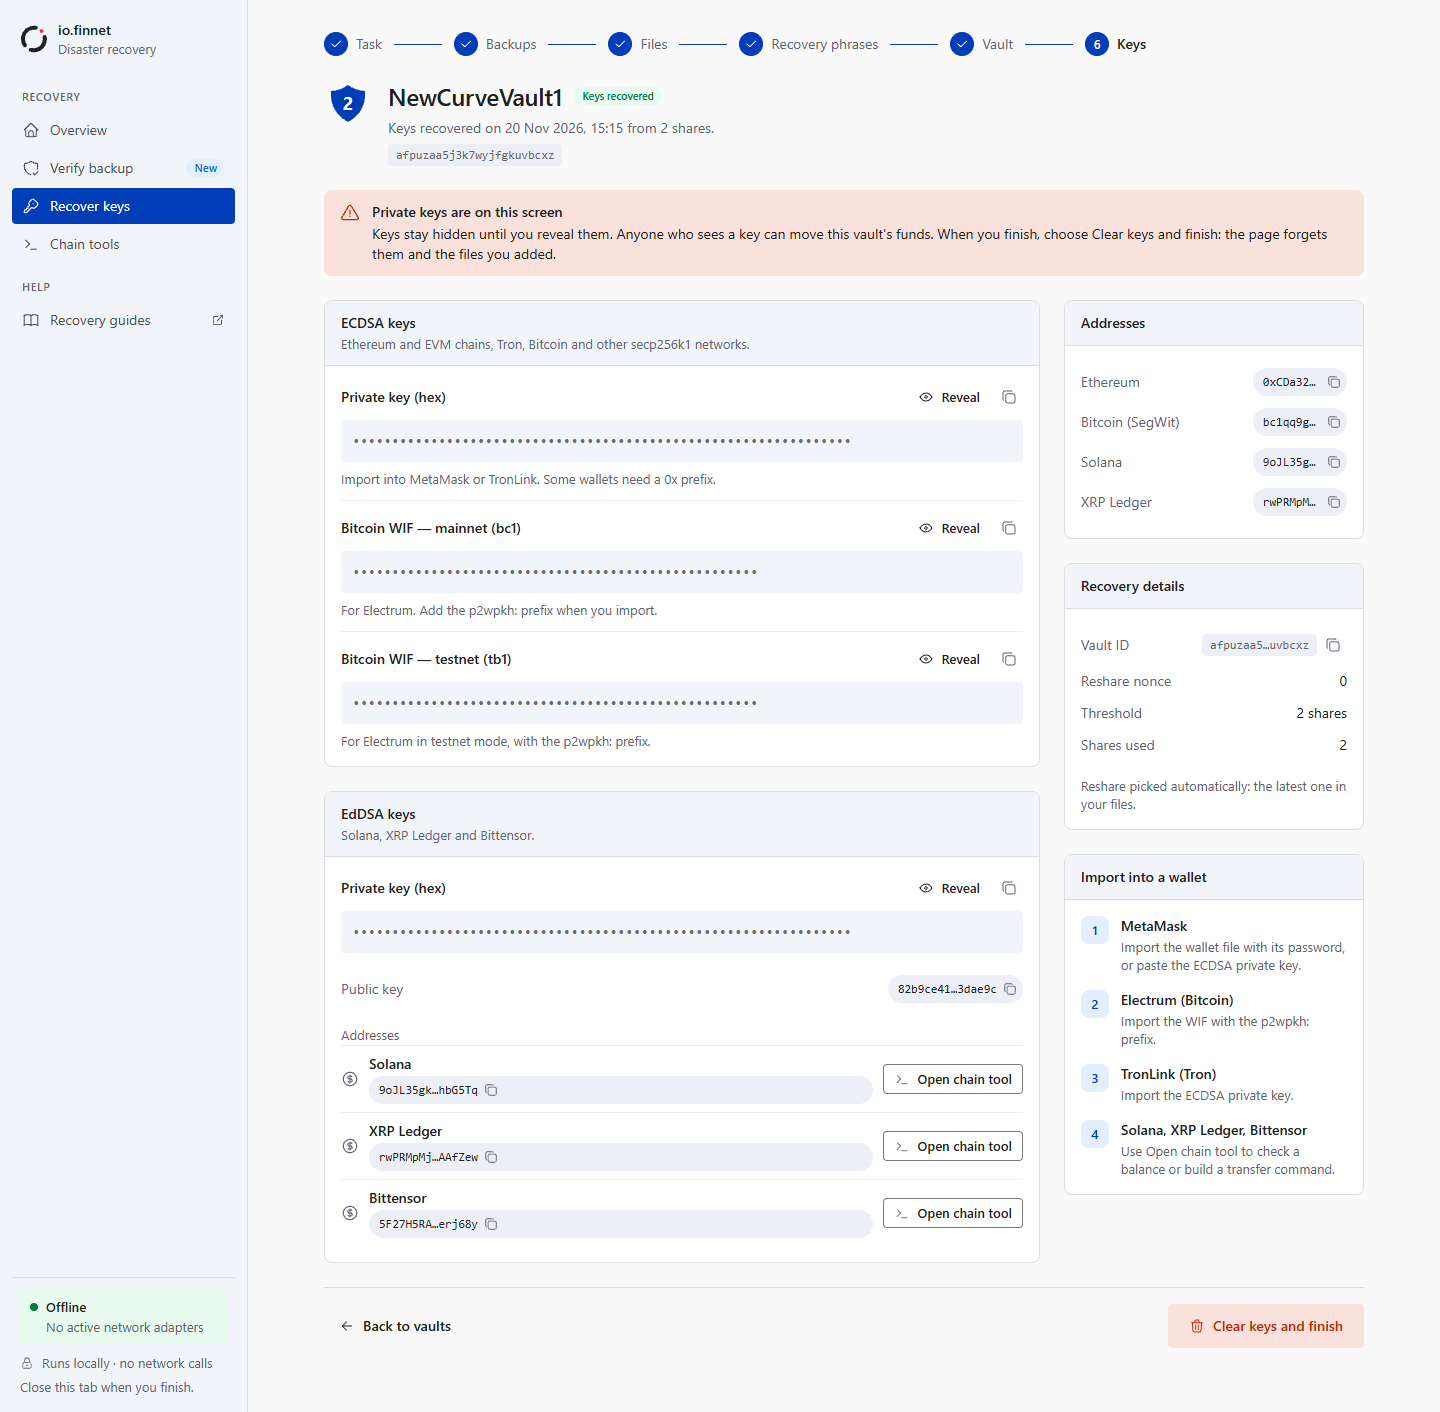 io.finnet
Disaster recovery
RECOVERY
Overview
Verify backup New
Recover keys
Chain tools
HELP
Recovery guides
Offline
No active network adapters
Runs locally · no network calls
Close this tab when you finish.
Task Backups Files Recovery phrases Vault 6 Keys
2 NewCurveVault1 Keys recovered
Keys recovered on 20 Nov 2026, 15:15 from 2 shares.
afpuzaa5j3k7wyjfgkuvbcxz
Private keys are on this screen
Keys stay hidden until you reveal them. Anyone who sees a key can move this vault's funds. When you finish, choose Clear keys and finish: the page forgets
them and the files you added.
ECDSA keys
Ethereum and EVM chains, Tron, Bitcoin and other secp256k1 networks.
Private key (hex) Reveal
••••••••••••••••••••••••••••••••••••••••••••••••••••••••••••••••
Import into MetaMask or TronLink. Some wallets need a 0x prefix.
Bitcoin WIF — mainnet (bc1) Reveal
••••••••••••••••••••••••••••••••••••••••••••••••••••
For Electrum. Add the p2wpkh: prefix when you import.
Bitcoin WIF — testnet (tb1) Reveal
••••••••••••••••••••••••••••••••••••••••••••••••••••
For Electrum in testnet mode, with the p2wpkh: prefix.
EdDSA keys
Solana, XRP Ledger and Bittensor.
Private key (hex) Reveal
••••••••••••••••••••••••••••••••••••••••••••••••••••••••••••••••
Public key 82b9ce41…3dae9c
Addresses
Solana
9oJL35gk…hbG5Tq
Open chain tool
XRP Ledger
rwPRMpMj…AAfZew
Open chain tool
Bittensor
5F27H5RA…erj68y
Open chain tool
Addresses
Ethereum 0xCDa32…
Bitcoin (SegWit) bc1qq9g…
Solana 9oJL35g…
XRP Ledger rwPRMpM…
Recovery details
Vault ID afpuzaa5…uvbcxz
Reshare nonce 0
Threshold 2 shares
Shares used 2
Reshare picked automatically: the latest one in
your files.
Import into a wallet
1 MetaMask
Import the wallet file with its password,
or paste the ECDSA private key.
2 Electrum (Bitcoin)
Import the WIF with the p2wpkh:
prefix.
3 TronLink (Tron)
Import the ECDSA private key.
4 Solana, XRP Ledger, Bittensor
Use Open chain tool to check a
balance or build a transfer command.
Back to vaults
Clear keys and finish